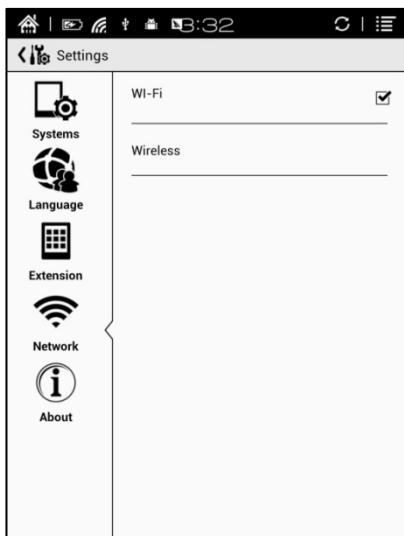 3:32
Settings
Systems
Language
Extension
Network
About
WI-Fi
Wireless